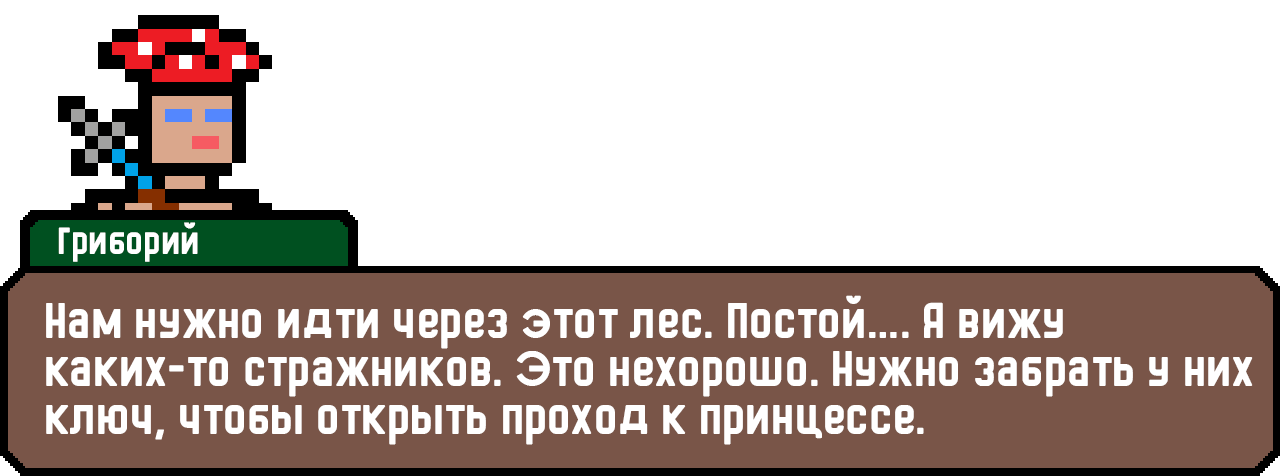 Гриборий
Нам нужно идти через этот лес. Постой.... Я вижу
каких-то стражников. Это нехорошо. Нужно забрать у них
ключ, чтобы открыть проход к принцессе.